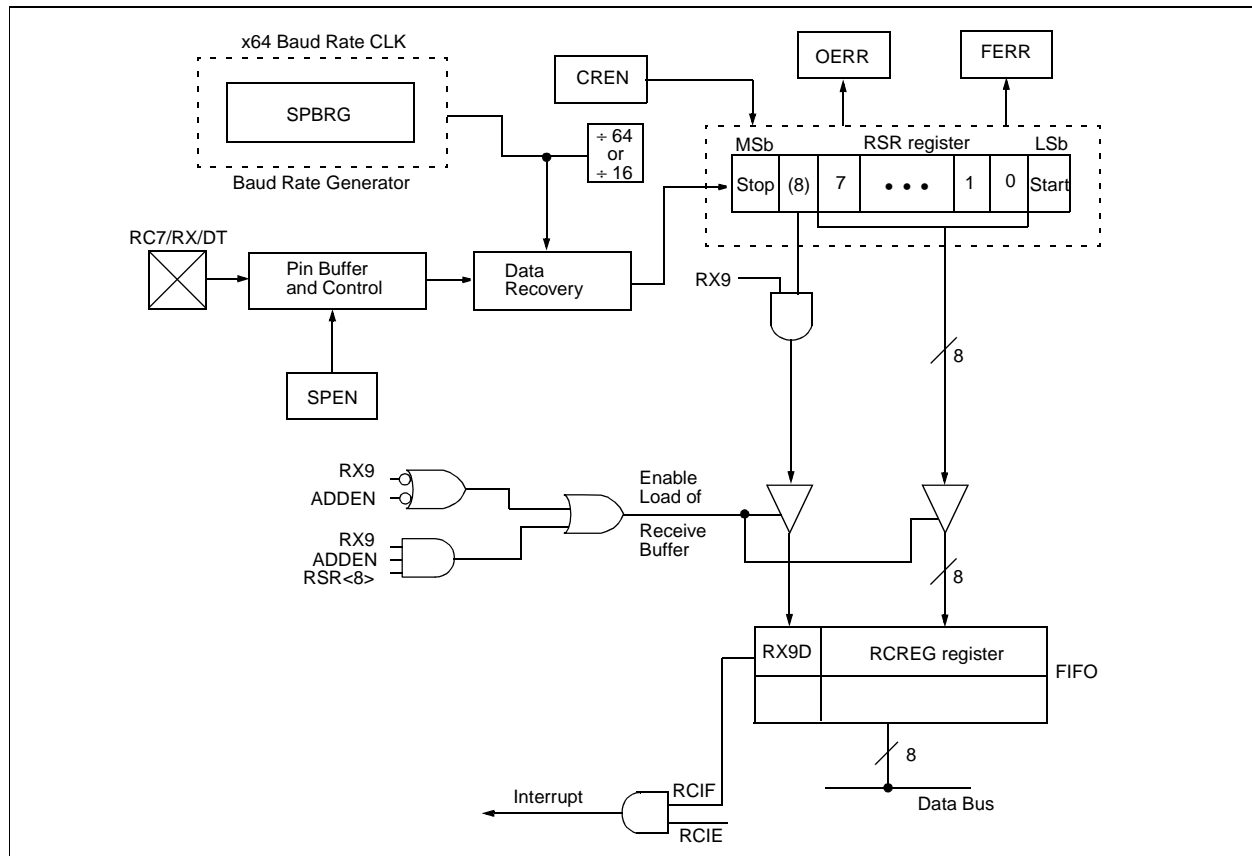 x64 Baud Rate CLK
SPBRG
Baud Rate Generator
CREN
OERR
FERR
÷ 64
or
÷ 16
MSb
RSR register
LSb
Stop
(8)
7
• • •
1
0
Start
RC7/RX/DT
Pin Buffer
and Control
Data
Recovery
SPEN
RX9
8
RX9
ADDEN
RX9
ADDEN
RSR<8>
Enable
Load of
Receive
Buffer
8
RX9D
RCREG register
FIFO
8
Data Bus
Interrupt
RCIF
RCIE